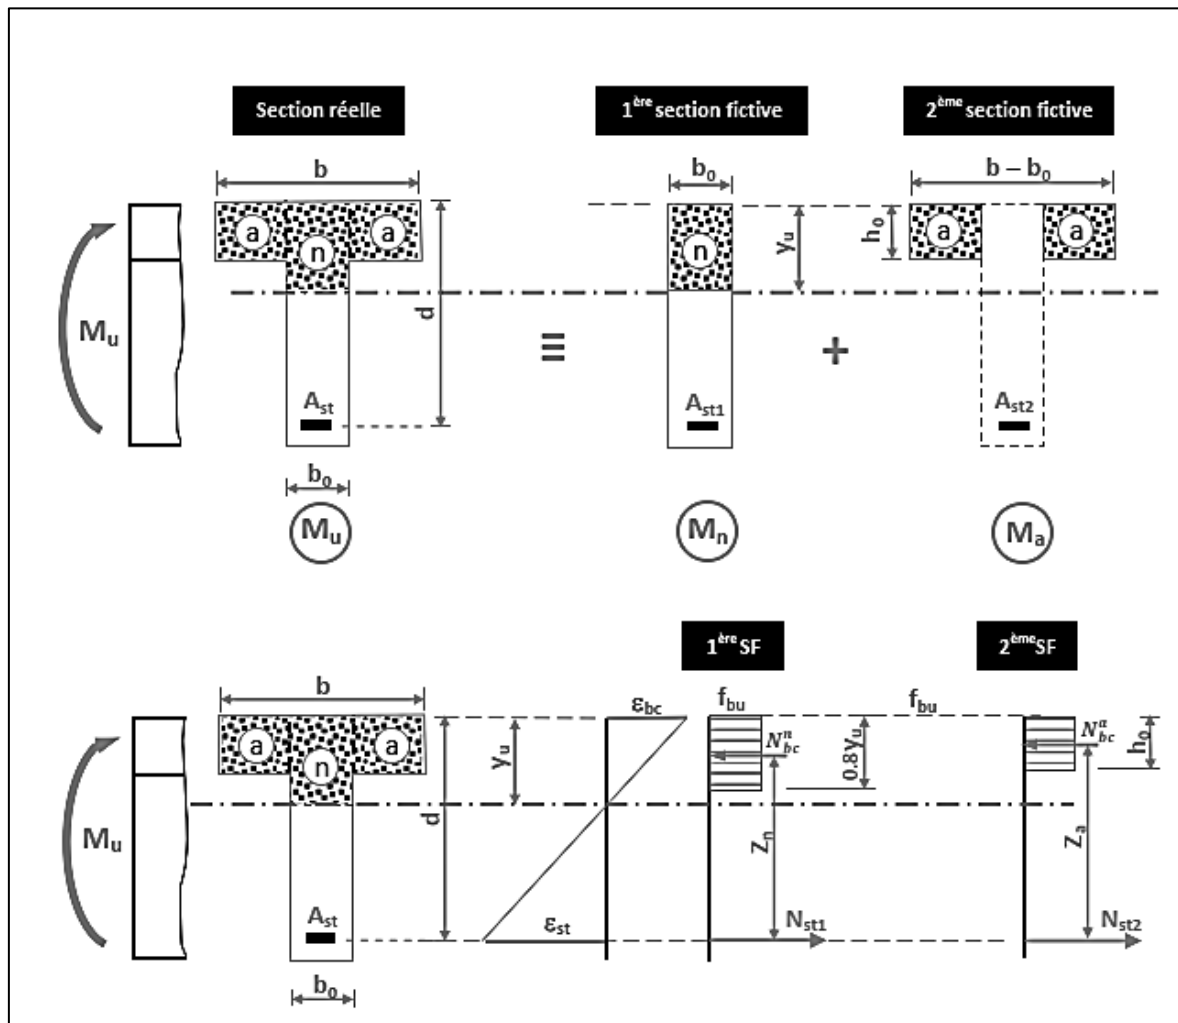 Section réelle
1ère section fictive
2ème section fictive
b
b₀
b – b₀
a
n
a
n
a
a
yᵤ
h₀
d
Mᵤ
≡
+
Aₛₜ
Aₛₜ₁
Aₛₜ₂
b₀
Mᵤ
Mₙ
Mₐ
1ère SF
2ème SF
b
εbc
fbu
fbu
a
n
a
yᵤ
Nⁿbc
0.8yᵤ
Nᵃbc
h₀
d
Mᵤ
Zₙ
Zₐ
Aₛₜ
εₛₜ
Nₛₜ₁
Nₛₜ₂
b₀